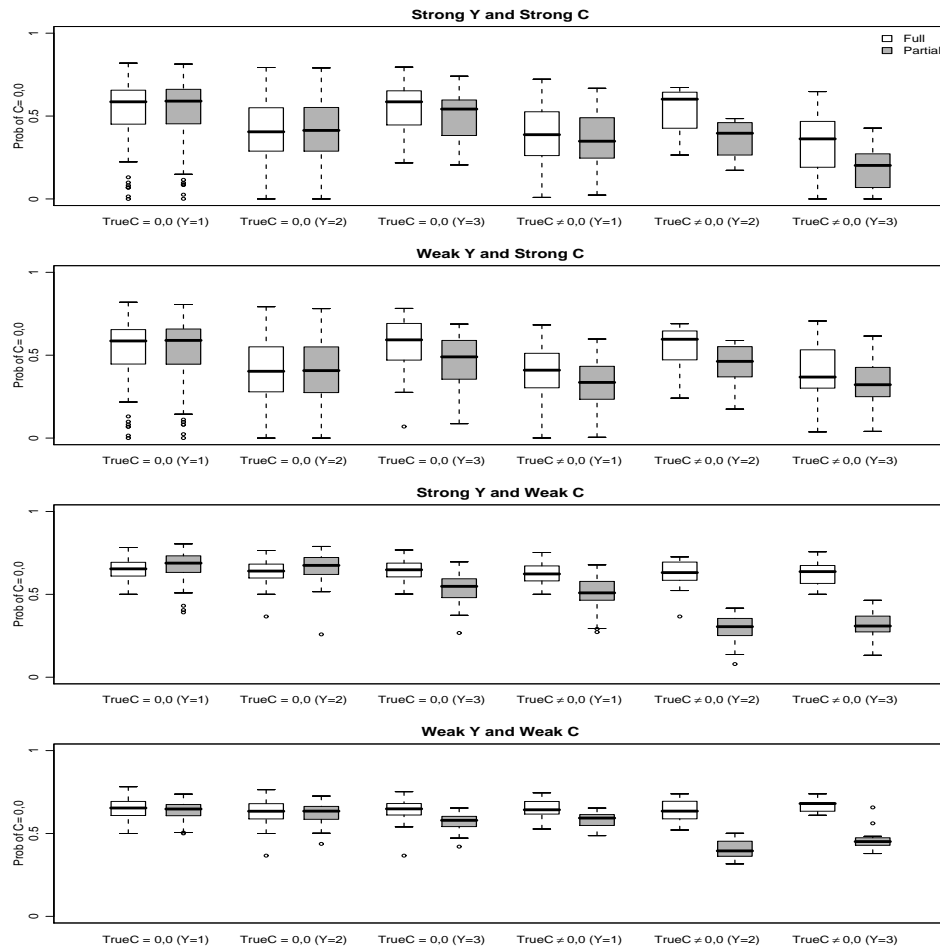 Strong Y and Strong C
1
0.5
0
Prob of C= 0,0
Full
Partial
TrueC = 0,0 (Y=1) TrueC = 0,0 (Y=2) TrueC = 0,0 (Y=3) TrueC ≠ 0,0 (Y=1) TrueC ≠ 0,0 (Y=2) TrueC ≠ 0,0 (Y=3)
Weak Y and Strong C
1
0.5
0
Prob of C= 0,0
TrueC = 0,0 (Y=1) TrueC = 0,0 (Y=2) TrueC = 0,0 (Y=3) TrueC ≠ 0,0 (Y=1) TrueC ≠ 0,0 (Y=2) TrueC ≠ 0,0 (Y=3)
Strong Y and Weak C
1
0.5
0
Prob of C= 0,0
TrueC = 0,0 (Y=1) TrueC = 0,0 (Y=2) TrueC = 0,0 (Y=3) TrueC ≠ 0,0 (Y=1) TrueC ≠ 0,0 (Y=2) TrueC ≠ 0,0 (Y=3)
Weak Y and Weak C
1
0.5
0
Prob of C= 0,0
TrueC = 0,0 (Y=1) TrueC = 0,0 (Y=2) TrueC = 0,0 (Y=3) TrueC ≠ 0,0 (Y=1) TrueC ≠ 0,0 (Y=2) TrueC ≠ 0,0 (Y=3)